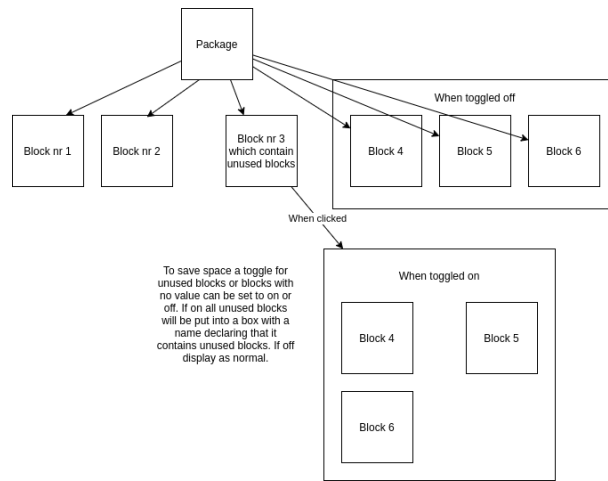 Package
When toggled off
Block nr 1
Block nr 2
Block nr 3
which contain
unused blocks
Block 4
Block 5
Block 6
When clicked
To save space a toggle for
unused blocks or blocks with
no value can be set to on or
off. If on all unused blocks
will be put into a box with a
name declaring that it
contains unused blocks. If off
display as normal.
When toggled on
Block 4
Block 5
Block 6